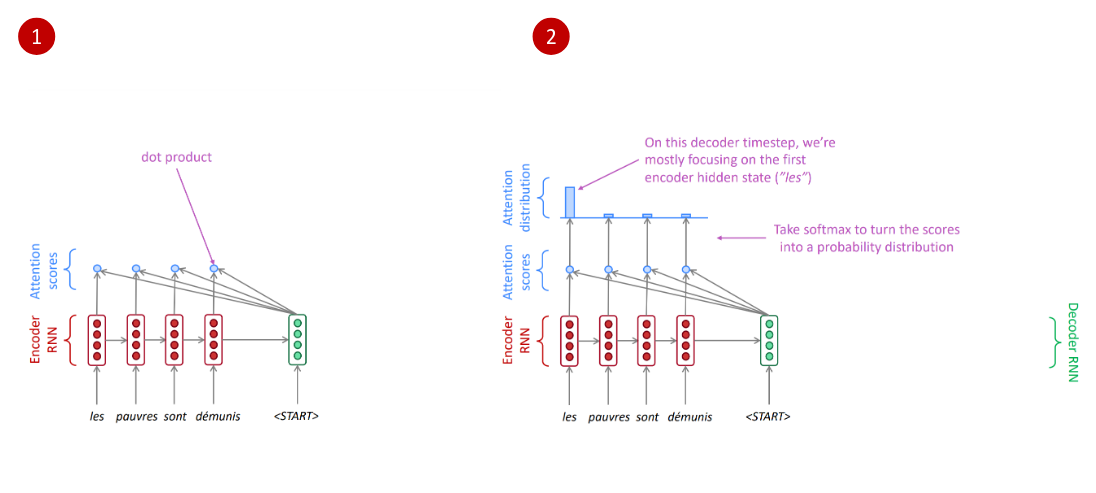 1
dot product
Attention
scores
Encoder
RNN
les pauvres sont démunis <START>
2
On this decoder timestep, we’re
mostly focusing on the first
encoder hidden state (”les”)
Attention
distribution
Take softmax to turn the scores
into a probability distribution
Attention
scores
Encoder
RNN
Decoder RNN
les pauvres sont démunis <START>